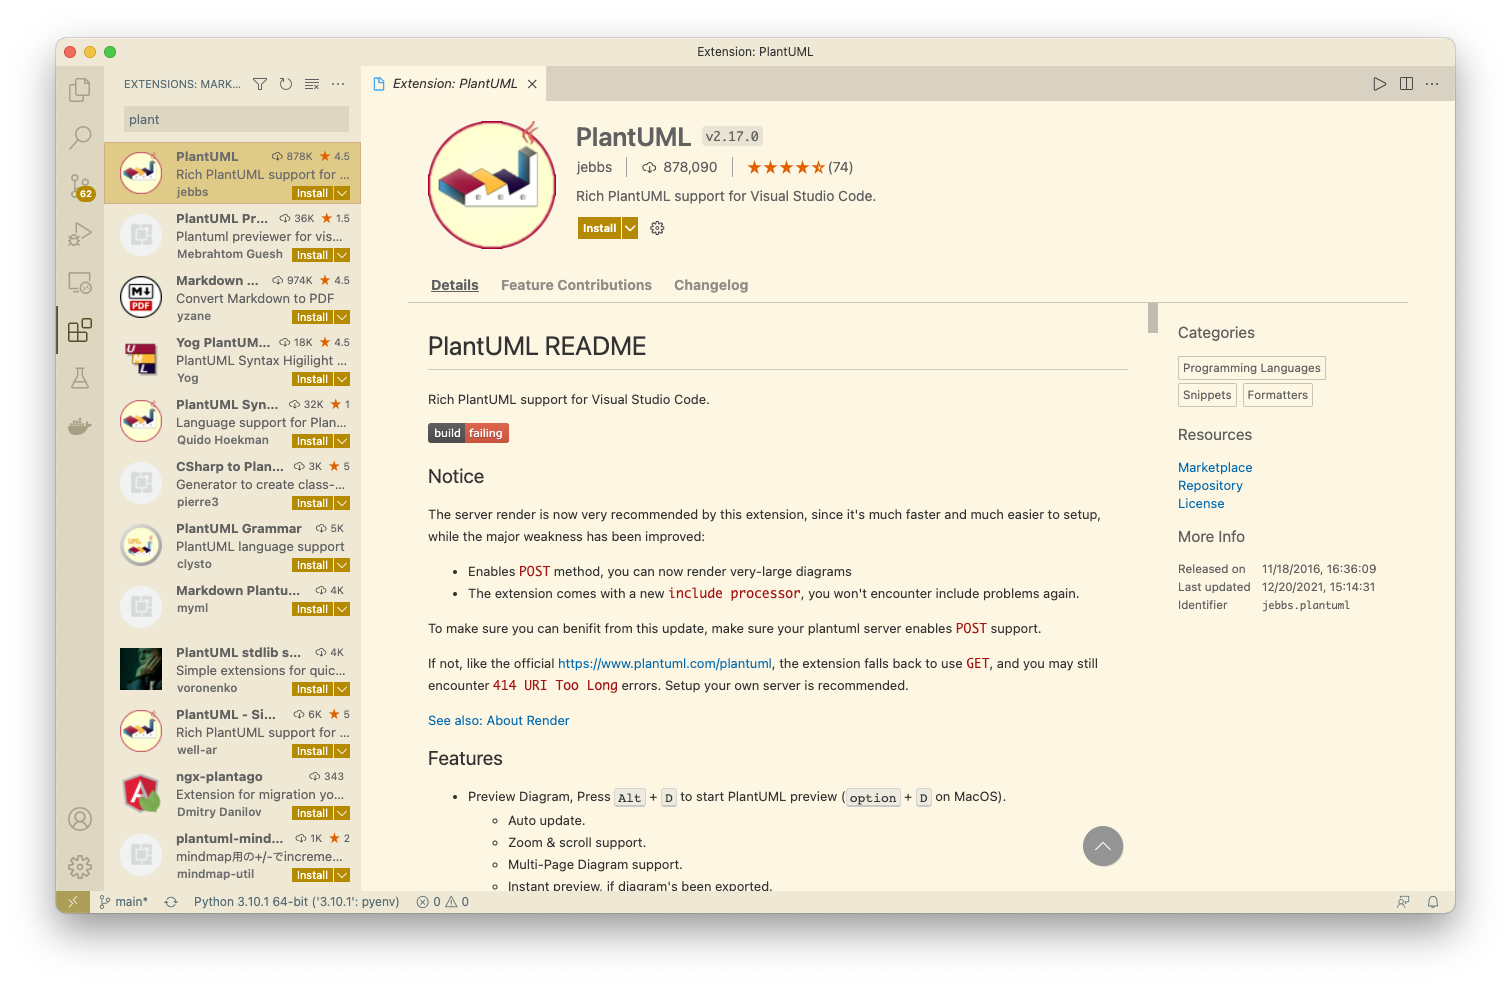 Extension: PlantUML
EXTENSIONS: MARK...
plant
PlantUML 878K 4.5
Rich PlantUML support for ...
jebbs Install
PlantUML Pr... 36K 1.5
Plantuml previewer for vis...
Mebrahtom Guesh Install
Markdown ... 974K 4.5
Convert Markdown to PDF
yzane Install
Yog PlantUM... 18K 4.5
PlantUML Syntax Higilight ...
Yog Install
PlantUML Syn... 32K 1
Language support for Plan...
Quido Hoekman Install
CSharp to Plan... 3K 5
Generator to create class-...
pierre3 Install
PlantUML Grammar 5K
PlantUML language support
clysto Install
Markdown Plantu... 4K
myml Install
PlantUML stdlib s... 4K
Simple extensions for quic...
voronenko Install
PlantUML - Si... 6K 5
Rich PlantUML support for ...
well-ar Install
ngx-plantago 343
Extension for migration yo...
Dmitry Danilov Install
plantuml-mind... 1K 2
mindmap用の+/-でincreme...
mindmap-util Install
62
M↓
PDF
U
M
L
UML
Extension: PlantUML
PlantUML v2.17.0
jebbs 878,090 (74)
Rich PlantUML support for Visual Studio Code.
Install
Details Feature Contributions Changelog
PlantUML README
Rich PlantUML support for Visual Studio Code.
build failing
Notice
The server render is now very recommended by this extension, since it's much faster and much easier to setup,
while the major weakness has been improved:
• Enables POST method, you can now render very-large diagrams
• The extension comes with a new include processor, you won't encounter include problems again.
To make sure you can benifit from this update, make sure your plantuml server enables POST support.
If not, like the official https://www.plantuml.com/plantuml, the extension falls back to use GET, and you may still
encounter 414 URI Too Long errors. Setup your own server is recommended.
See also: About Render
Features
• Preview Diagram, Press Alt + D to start PlantUML preview (option + D on MacOS).
◦ Auto update.
◦ Zoom & scroll support.
◦ Multi-Page Diagram support.
◦ Instant preview, if diagram's been exported.
Categories
Programming Languages
Snippets Formatters
Resources
Marketplace
Repository
License
More Info
Released on 11/18/2016, 16:36:09
Last updated 12/20/2021, 15:14:31
Identifier jebbs.plantuml
main* Python 3.10.1 64-bit ('3.10.1': pyenv) 0 0